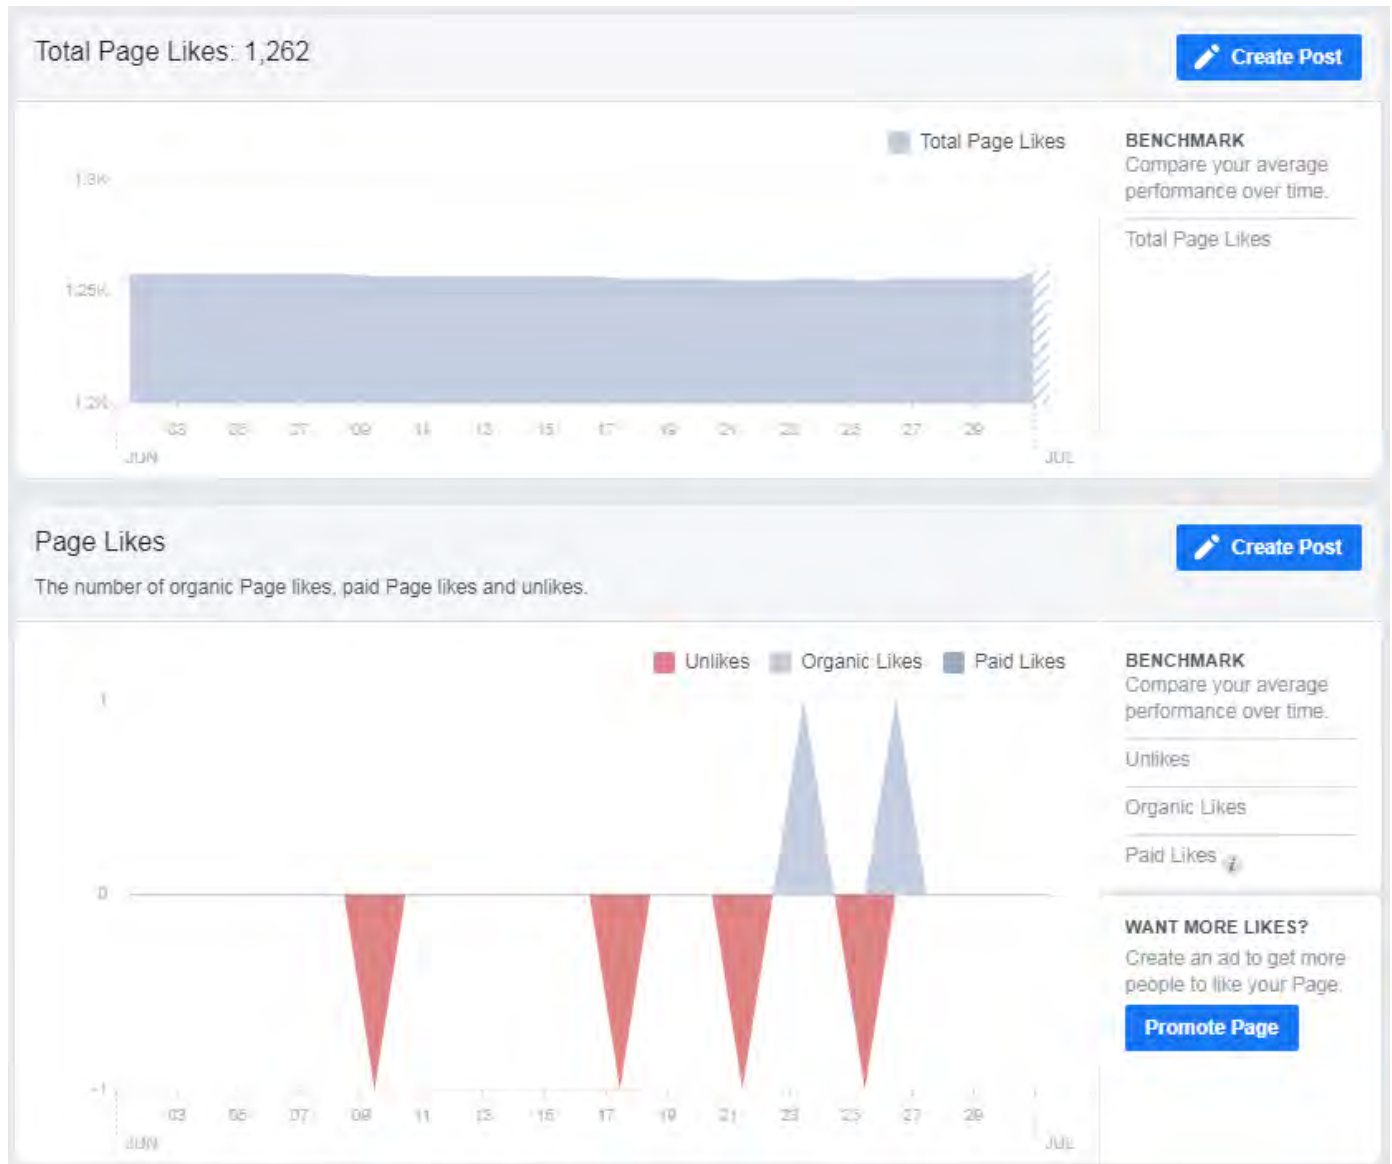 Total Page Likes: 1,262
Create Post
Total Page Likes
BENCHMARK
Compare your average
performance over time.
Total Page Likes
1.3K
1.25K
1.2K
03 05 07 09 11 13 15 17 19 21 23 25 27 29
JUN JUL
Page Likes
Create Post
The number of organic Page likes, paid Page likes and unlikes.
Unlikes Organic Likes Paid Likes
BENCHMARK
Compare your average
performance over time.
Unlikes
Organic Likes
Paid Likes i
1
0
-1
WANT MORE LIKES?
Create an ad to get more
people to like your Page.
Promote Page
03 05 07 09 11 13 15 17 19 21 23 25 27 29
JUN JUL